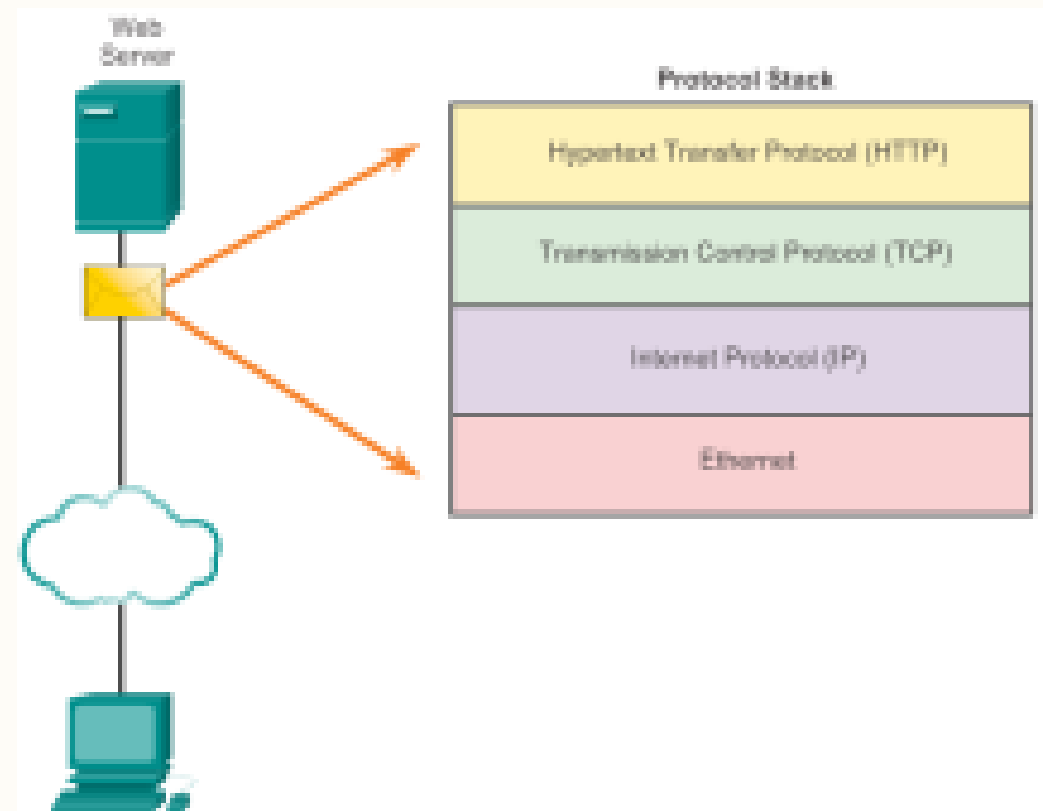 Web
Server
Protocol Stack
Hypertext Transfer Protocol (HTTP)
Transmission Control Protocol (TCP)
Internet Protocol (IP)
Ethernet